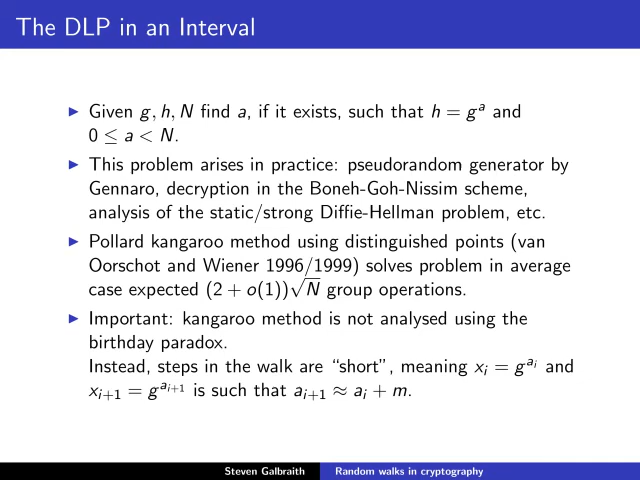 The DLP in an Interval
▶ Given g, h, N find a, if it exists, such that h = gᵃ and
0 ≤ a < N.
▶ This problem arises in practice: pseudorandom generator by
Gennaro, decryption in the Boneh-Goh-Nissim scheme,
analysis of the static/strong Diffie-Hellman problem, etc.
▶ Pollard kangaroo method using distinguished points (van
Oorschot and Wiener 1996/1999) solves problem in average
case expected (2 + o(1))√N group operations.
▶ Important: kangaroo method is not analysed using the
birthday paradox.
Instead, steps in the walk are “short”, meaning x_i = g^{a_i} and
x_{i+1} = g^{a_{i+1}} is such that a_{i+1} ≈ a_i + m.
Steven Galbraith Random walks in cryptography